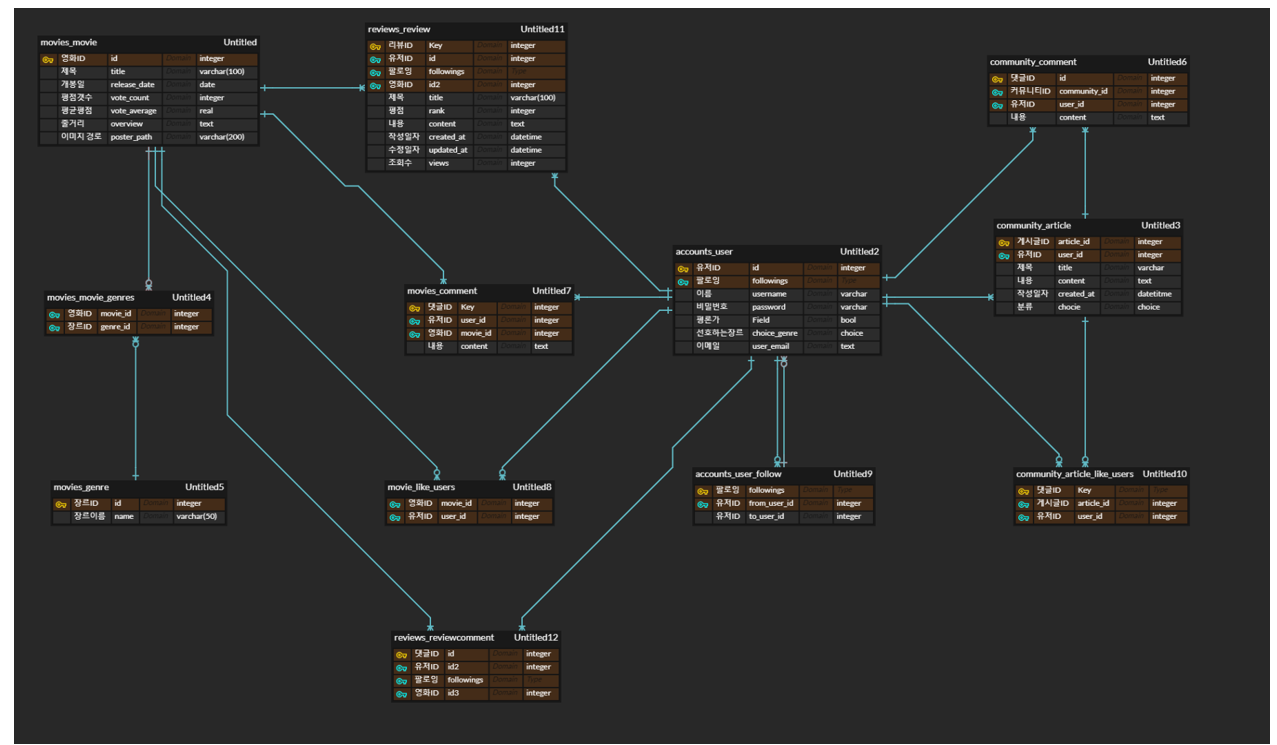 movies_movie Untitled
영화ID id Domain integer
제목 title Domain varchar(100)
개봉일 release_date Domain date
평점갯수 vote_count Domain integer
평균평점 vote_average Domain real
줄거리 overview Domain text
이미지 경로 poster_path Domain varchar(200)
reviews_review Untitled11
리뷰ID Key Domain integer
유저ID id Domain integer
팔로잉 followings Domain Type
영화ID id2 Domain integer
제목 title Domain varchar(100)
평점 rank Domain integer
내용 content Domain text
작성일자 created_at Domain datetime
수정일자 updated_at Domain datetime
조회수 views Domain integer
community_comment Untitled6
댓글ID id Domain integer
커뮤니티ID community_id Domain integer
유저ID user_id Domain integer
내용 content Domain text
community_article Untitled3
게시글ID article_id Domain integer
유저ID user_id Domain integer
제목 title Domain varchar
내용 content Domain text
작성일자 created_at Domain datetitme
분류 chocie Domain choice
accounts_user Untitled2
유저ID id Domain integer
팔로잉 followings Domain Type
이름 username Domain varchar
비밀번호 password Domain varchar
평론가 Field Domain bool
선호하는장르 choice_genre Domain choice
이메일 user_email Domain text
movies_movie_genres Untitled4
영화ID movie_id Domain integer
장르ID genre_id Domain integer
movies_comment Untitled7
댓글ID Key Domain integer
유저ID user_id Domain integer
영화ID movie_id Domain integer
내용 content Domain text
movies_genre Untitled5
장르ID id Domain integer
장르이름 name Domain varchar(50)
movie_like_users Untitled8
영화ID movie_id Domain integer
유저ID user_id Domain integer
accounts_user_follow Untitled9
팔로잉 followings Domain Type
유저ID from_user_id Domain integer
유저ID to_user_id Domain integer
community_article_like_users Untitled10
댓글ID Key Domain Type
게시글ID article_id Domain integer
유저ID user_id Domain integer
reviews_reviewcomment Untitled12
댓글ID id Domain integer
유저ID id2 Domain integer
팔로잉 followings Domain Type
영화ID id3 Domain integer